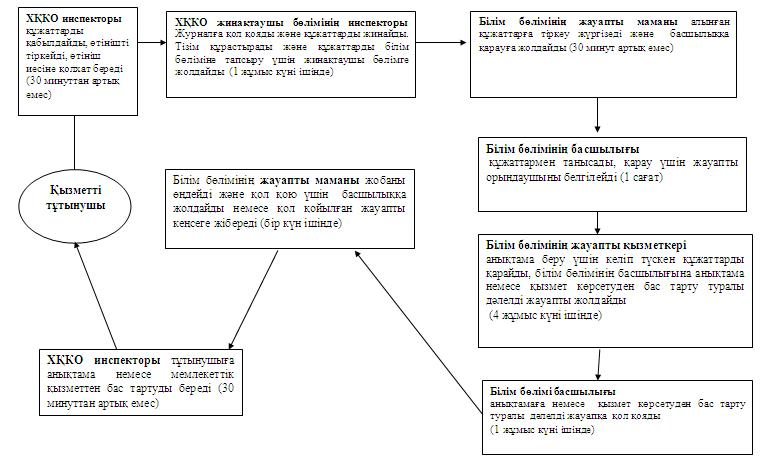 ХҚКО инспекторы
құжаттарды
қабылдайды, өтінішті
тіркейді, өтініш
иесіне қолхат береді
(30 минуттан артық
емес)
ХҚКО жинақтаушы бөлімінің инспекторы
Журналға қол қояды және құжаттарды жинайды.
Тізім құрастырады және құжаттарды білім
бөліміне тапсыру үшін жинақтаушы бөлімге
жолдайды (1 жұмыс күні ішінде)
Білім бөлімінің жауапты маманы алынған
құжаттарға тіркеу жүргізеді және басшылыққа
қарауға жолдайды (30 минут артық емес)
Білім бөлімінің басшылығы
құжаттармен танысады, қарау үшін жауапты
орындаушыны белгілейді (1 сағат)
Білім бөлімінің жауапты қызметкері
анықтама беру үшін келіп түскен құжаттарды
қарайды, білім бөлімінің басшылығына анықтама
немесе қызмет көрсетуден бас тарту туралы
дәлелді жауапты жолдайды
(4 жұмыс күні ішінде)
Білім бөлімі басшылығы
анықтамаға немесе қызмет көрсетуден бас тарту
туралы дәлелді жауапқа қол қояды
(1 жұмыс күні ішінде)
Білім бөлімінің жауапты маманы жобаны
өңдейді және қол қою үшін басшылыққа
жолдайды немесе қол қойылған жауапты
кеңсеге жібереді (бір күн ішінде)
ХҚКО инспекторы тұтынушыға
анықтама немесе мемлекеттік
қызметтен бас тартуды береді (30
минуттан артық емес)
Қызметті
тұтынушы